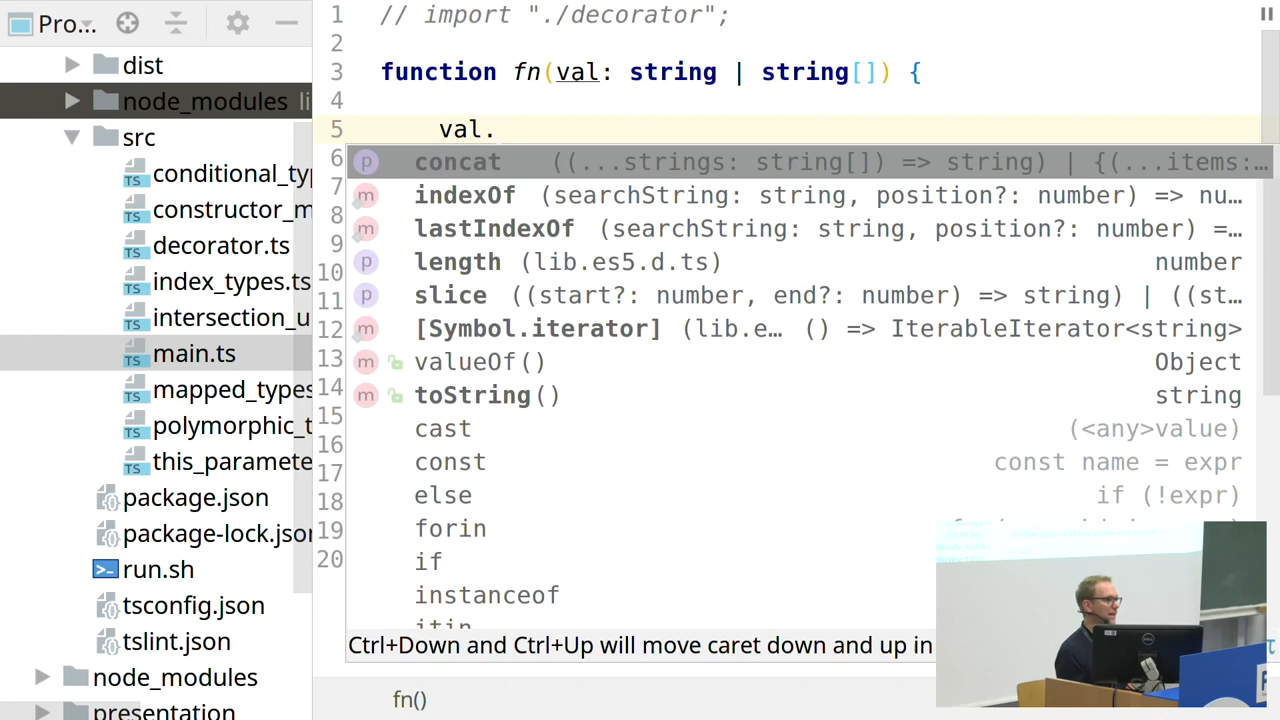 Pro...
dist
node_modules li
src
conditional_typ
constructor_m
decorator.ts
index_types.ts
intersection_u
main.ts
mapped_types
polymorphic_t
this_paramete
package.json
package-lock.json
run.sh
tsconfig.json
tslint.json
node_modules
presentation
1 // import "./decorator";
2
3 function fn(val: string | string[]) {
4
5 val.
6
7
8
9
10
11
12
13
14
15
16
17
18
19
20
concat ((...strings: string[]) => string) | {(...items:…
indexOf (searchString: string, position?: number) => nu…
lastIndexOf (searchString: string, position?: number) =…
length (lib.es5.d.ts) number
slice ((start?: number, end?: number) => string) | ((st…
[Symbol.iterator] (lib.e… () => IterableIterator<string>
valueOf() Object
toString() string
cast (<any>value)
const const name = expr
else if (!expr)
forin
if
instanceof
itin
Ctrl+Down and Ctrl+Up will move caret down and up in
fn()
DELL